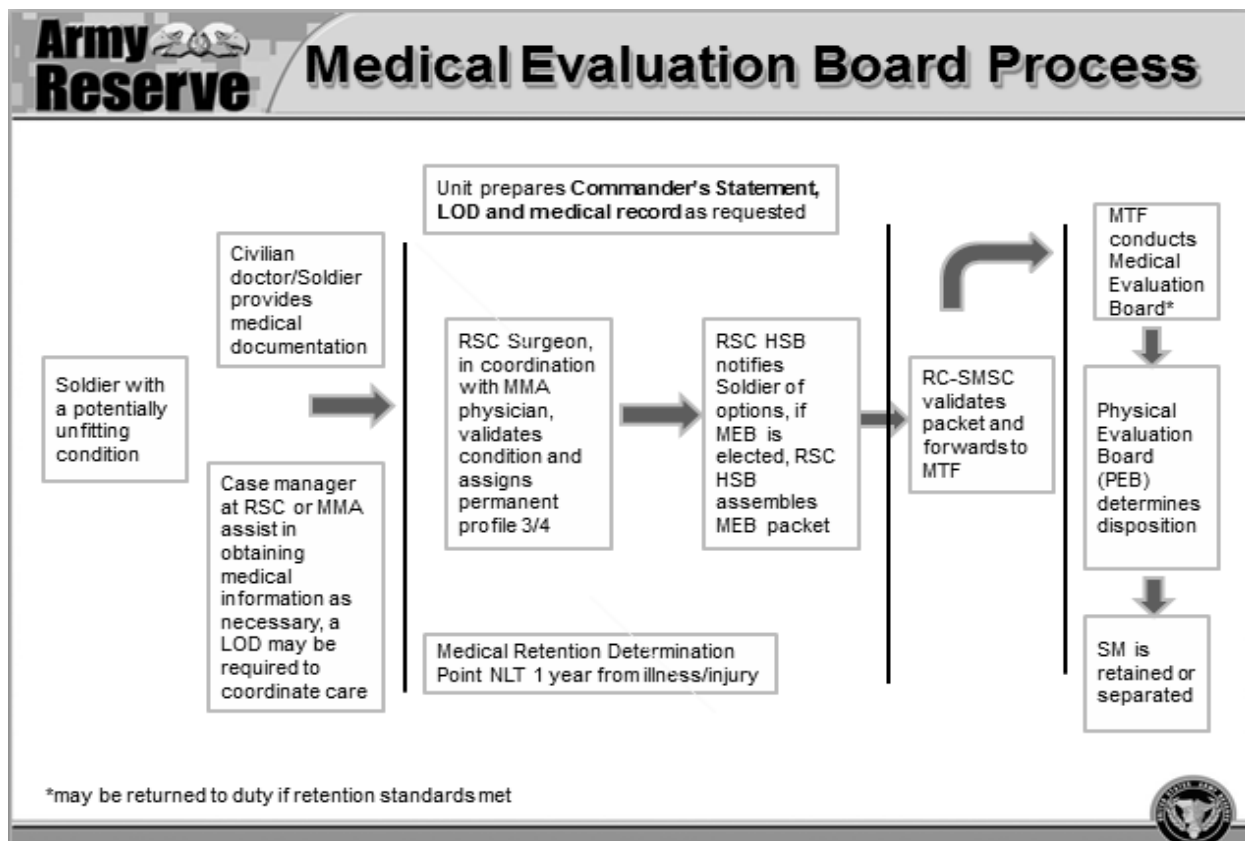 Army
Reserve
Medical Evaluation Board Process
Soldier with
a potentially
unfitting
condition
Civilian
doctor/Soldier
provides
medical
documentation
Case manager
at RSC or MMA
assist in
obtaining
medical
information as
necessary, a
LOD may be
required to
coordinate care
Unit prepares Commander's Statement,
LOD and medical record as requested
RSC Surgeon,
in coordination
with MMA
physician,
validates
condition and
assigns
permanent
profile 3/4
RSC HSB
notifies
Soldier of
options, if
MEB is
elected, RSC
HSB
assembles
MEB packet
Medical Retention Determination
Point NLT 1 year from illness/injury
RC-SMSC
validates
packet and
forwards to
MTF
MTF
conducts
Medical
Evaluation
Board*
Physical
Evaluation
Board
(PEB)
determines
disposition
SM is
retained or
separated
*may be returned to duty if retention standards met
UNITED STATES ARMY RESERVE